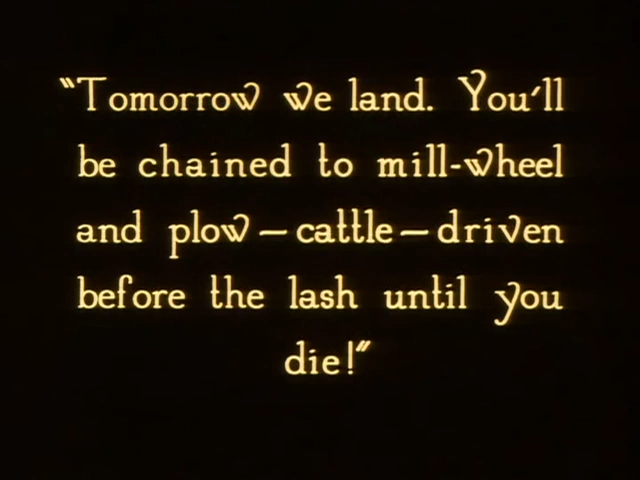 "Tomorrow we land. You'll
be chained to mill-wheel
and plow—cattle—driven
before the lash until you
die!"